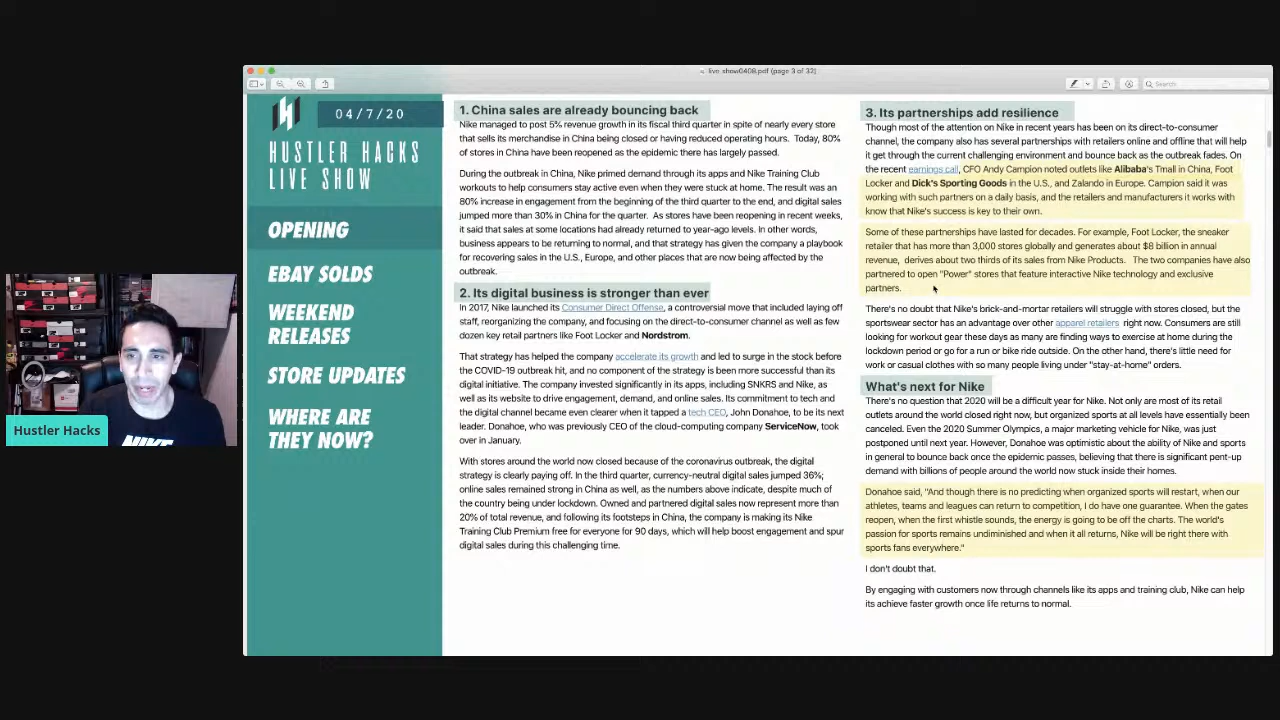 live_show0408.pdf (page 3 of 32)
Search
04/7/20
HUSTLER HACKS
LIVE SHOW
OPENING
EBAY SOLDS
WEEKEND
RELEASES
STORE UPDATES
WHERE ARE
THEY NOW?
Hustler Hacks
NIKE
1. China sales are already bouncing back
Nike managed to post 5% revenue growth in its fiscal third quarter in spite of nearly every store
that sells its merchandise in China being closed or having reduced operating hours. Today, 80%
of stores in China have been reopened as the epidemic there has largely passed.
During the outbreak in China, Nike primed demand through its apps and Nike Training Club
workouts to help consumers stay active even when they were stuck at home. The result was an
80% increase in engagement from the beginning of the third quarter to the end, and digital sales
jumped more than 30% in China for the quarter. As stores have been reopening in recent weeks,
it said that sales at some locations had already returned to year-ago levels. In other words,
business appears to be returning to normal, and that strategy has given the company a playbook
for recovering sales in the U.S., Europe, and other places that are now being affected by the
outbreak.
2. Its digital business is stronger than ever
In 2017, Nike launched its Consumer Direct Offense, a controversial move that included laying off
staff, reorganizing the company, and focusing on the direct-to-consumer channel as well as few
dozen key retail partners like Foot Locker and Nordstrom.
That strategy has helped the company accelerate its growth and led to surge in the stock before
the COVID-19 outbreak hit, and no component of the strategy is been more successful than its
digital initiative. The company invested significantly in its apps, including SNKRS and Nike, as
well as its website to drive engagement, demand, and online sales. Its commitment to tech and
the digital channel became even clearer when it tapped a tech CEO, John Donahoe, to be its next
leader. Donahoe, who was previously CEO of the cloud-computing company ServiceNow, took
over in January.
With stores around the world now closed because of the coronavirus outbreak, the digital
strategy is clearly paying off. In the third quarter, currency-neutral digital sales jumped 36%;
online sales remained strong in China as well, as the numbers above indicate, despite much of
the country being under lockdown. Owned and partnered digital sales now represent more than
20% of total revenue, and following its footsteps in China, the company is making its Nike
Training Club Premium free for everyone for 90 days, which will help boost engagement and spur
digital sales during this challenging time.
3. Its partnerships add resilience
Though most of the attention on Nike in recent years has been on its direct-to-consumer
channel, the company also has several partnerships with retailers online and offline that will help
it get through the current challenging environment and bounce back as the outbreak fades. On
the recent earnings call, CFO Andy Campion noted outlets like Alibaba's Tmall in China, Foot
Locker and Dick's Sporting Goods in the U.S., and Zalando in Europe. Campion said it was
working with such partners on a daily basis, and the retailers and manufacturers it works with
know that Nike's success is key to their own.
Some of these partnerships have lasted for decades. For example, Foot Locker, the sneaker
retailer that has more than 3,000 stores globally and generates about $8 billion in annual
revenue, derives about two thirds of its sales from Nike Products. The two companies have also
partnered to open "Power" stores that feature interactive Nike technology and exclusive
partners.
There's no doubt that Nike's brick-and-mortar retailers will struggle with stores closed, but the
sportswear sector has an advantage over other apparel retailers right now. Consumers are still
looking for workout gear these days as many are finding ways to exercise at home during the
lockdown period or go for a run or bike ride outside. On the other hand, there's little need for
work or casual clothes with so many people living under "stay-at-home" orders.
What's next for Nike
There's no question that 2020 will be a difficult year for Nike. Not only are most of its retail
outlets around the world closed right now, but organized sports at all levels have essentially been
canceled. Even the 2020 Summer Olympics, a major marketing vehicle for Nike, was just
postponed until next year. However, Donahoe was optimistic about the ability of Nike and sports
in general to bounce back once the epidemic passes, believing that there is significant pent-up
demand with billions of people around the world now stuck inside their homes.
Donahoe said, "And though there is no predicting when organized sports will restart, when our
athletes, teams and leagues can return to competition, I do have one guarantee. When the gates
reopen, when the first whistle sounds, the energy is going to be off the charts. The world's
passion for sports remains undiminished and when it all returns, Nike will be right there with
sports fans everywhere."
I don't doubt that.
By engaging with customers now through channels like its apps and training club, Nike can help
its achieve faster growth once life returns to normal.